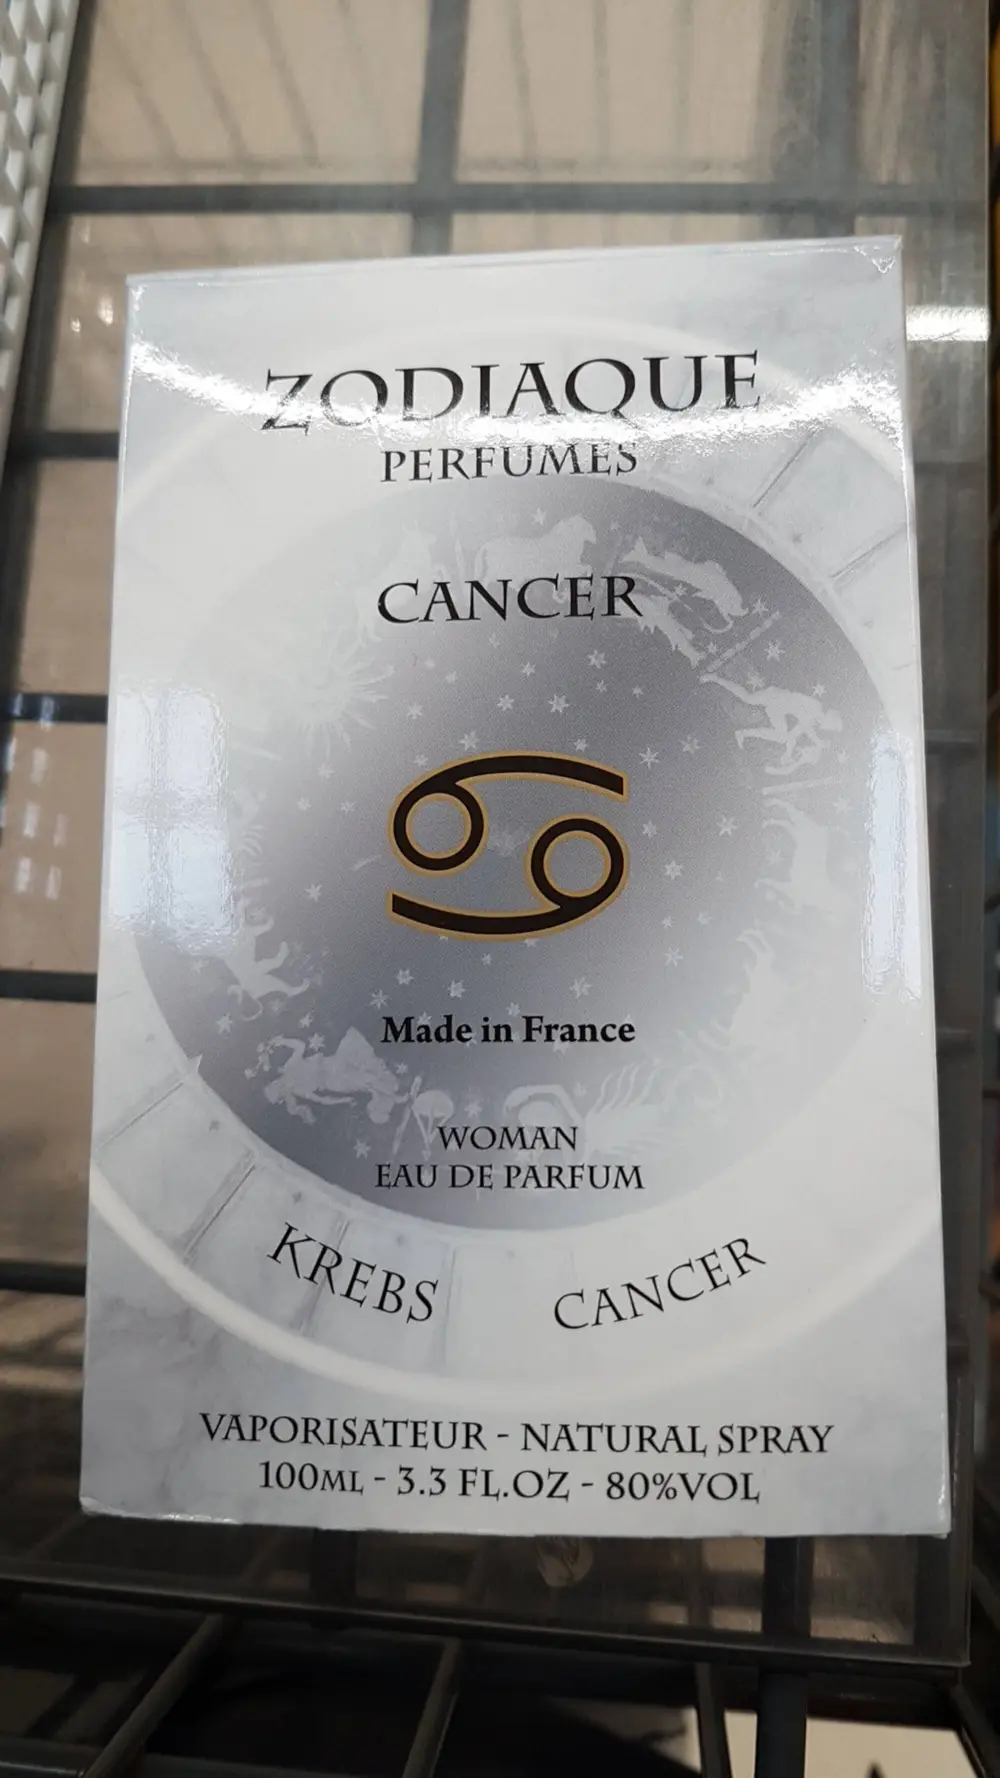 ZODIAQUE
PERFUMES
CANCER
Made in France
WOMAN
EAU DE PARFUM
KREBS CANCER
VAPORISATEUR - NATURAL SPRAY
100ML - 3.3 FL.OZ - 80%VOL